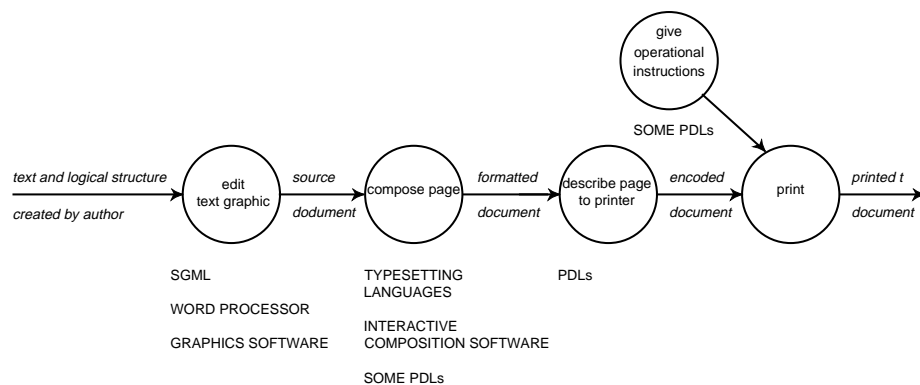 give
operational
instructions
SOME PDLs
text and logical structure
created by author
edit
text graphic
source
dodument
compose page
formatted
document
describe page
to printer
encoded
document
print
printed t
document
SGML
WORD PROCESSOR
GRAPHICS SOFTWARE
TYPESETTING
LANGUAGES
INTERACTIVE
COMPOSITION SOFTWARE
SOME PDLs
PDLs